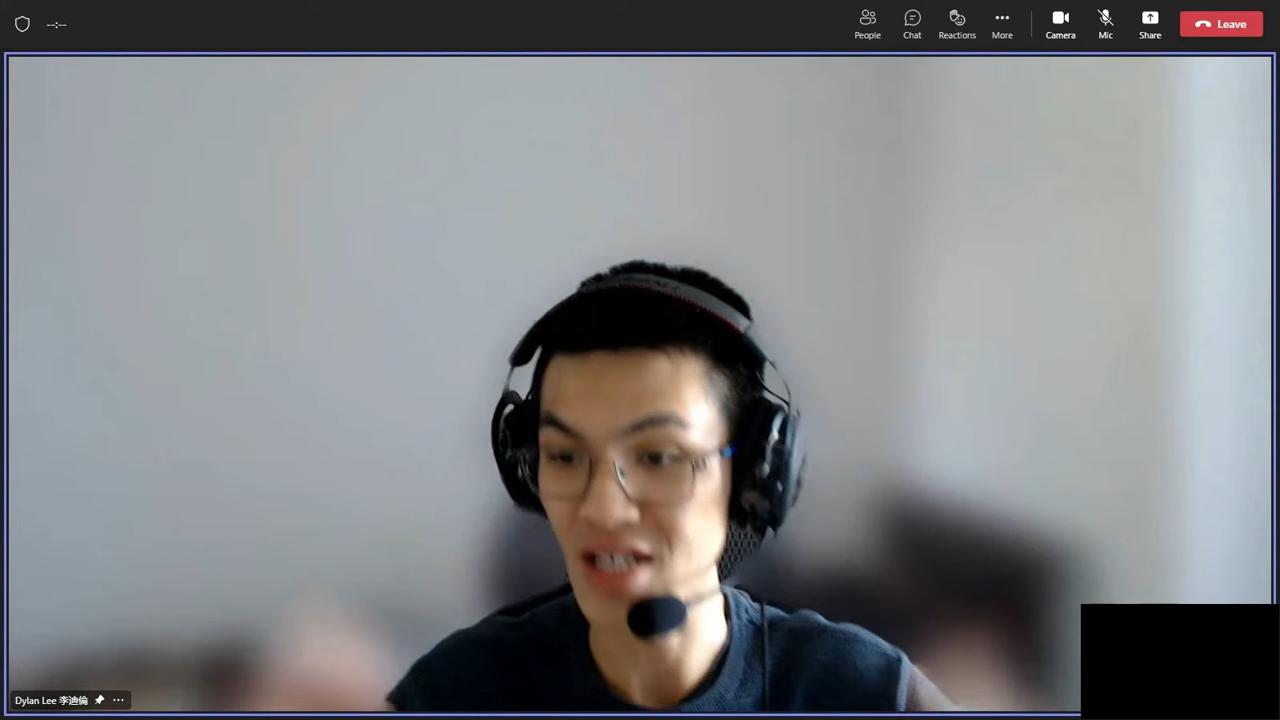 --:--
People
Chat
Reactions
More
Camera
Mic
Share
Leave
Dylan Lee 李迪倫